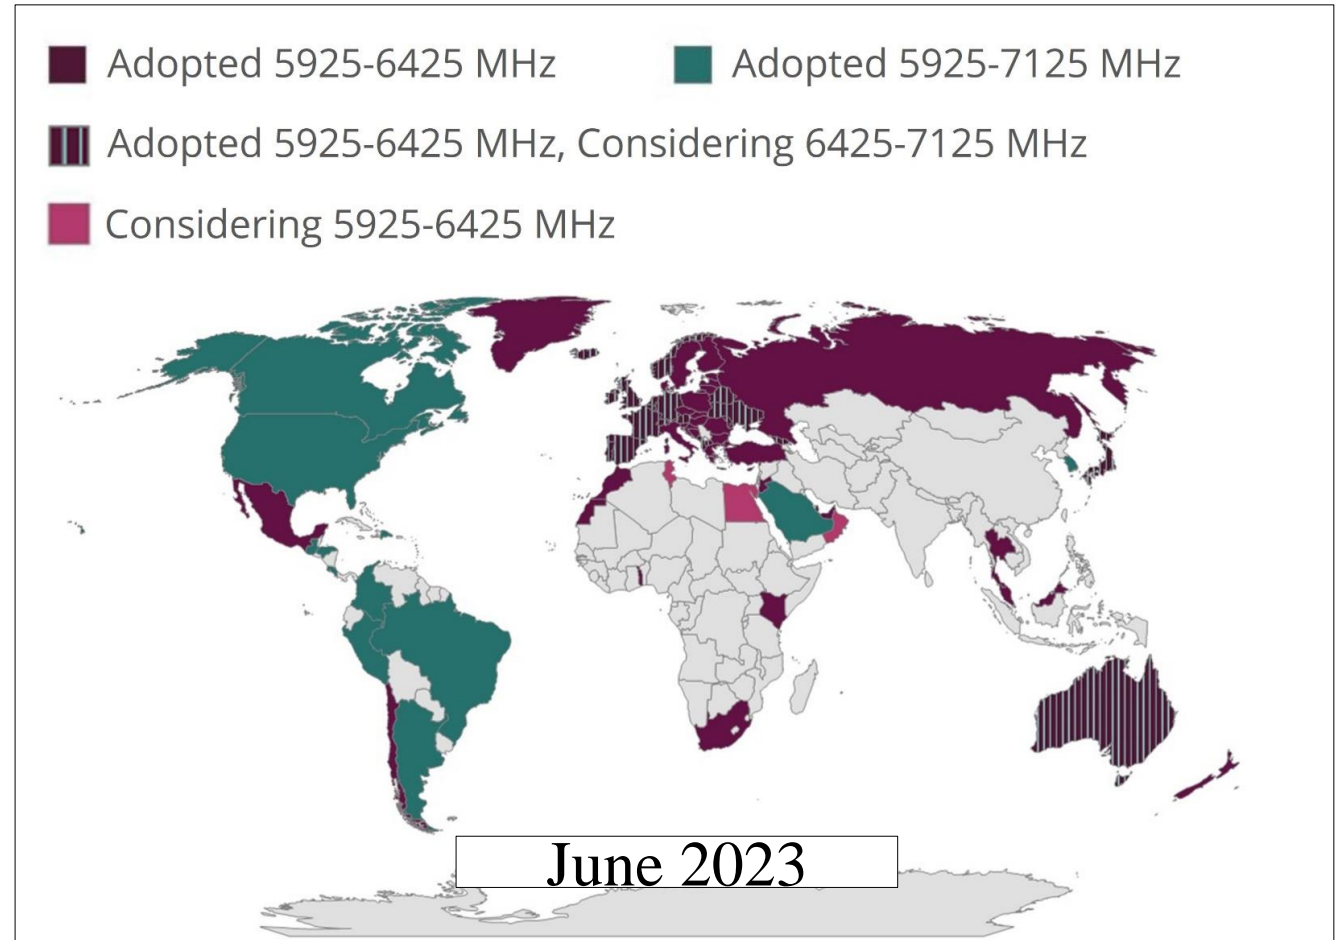 Adopted 5925-6425 MHz
Adopted 5925-7125 MHz
Adopted 5925-6425 MHz, Considering 6425-7125 MHz
Considering 5925-6425 MHz
June 2023